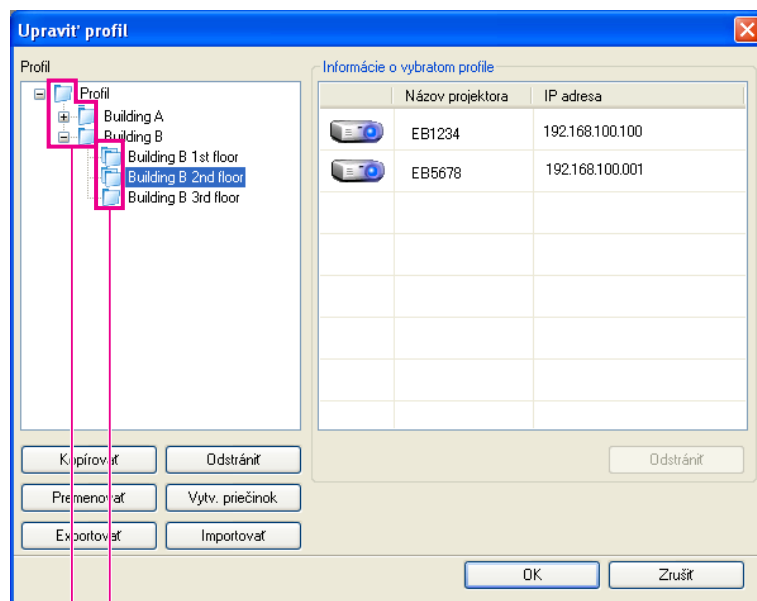 Upraviť profil
Profil
Profil
Building A
Building B
Building B 1st floor
Building B 2nd floor
Building B 3rd floor
Informácie o vybratom profile
Názov projektora IP adresa
EB1234 192.168.100.100
EB5678 192.168.100.001
Kopírovať Odstrániť
Premenovať Vytv. priečinok
Exportovať Importovať
Odstrániť
OK Zrušiť